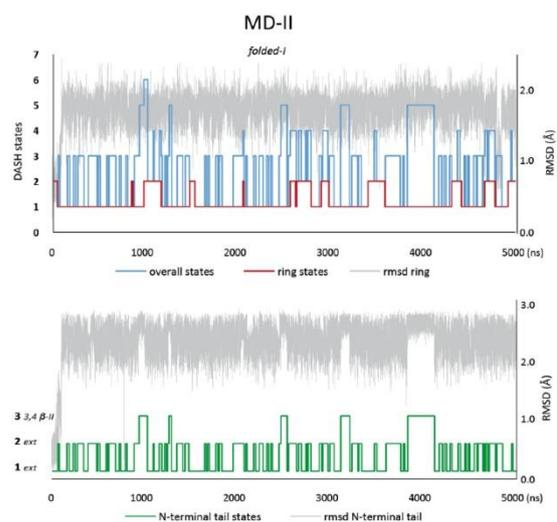 MD-II
folded-I
7
6
5
4
3
2
1
0
DASH states
2.0
1.0
0.0
RMSD (Å)
0 1000 2000 3000 4000 5000 (ns)
overall states ring states rmsd ring
3.0
2.0
1.0
0.0
RMSD (Å)
3 3,4 β-II
2 ext
1 ext
0 1000 2000 3000 4000 5000 (ns)
N-terminal tail states rmsd N-terminal tail